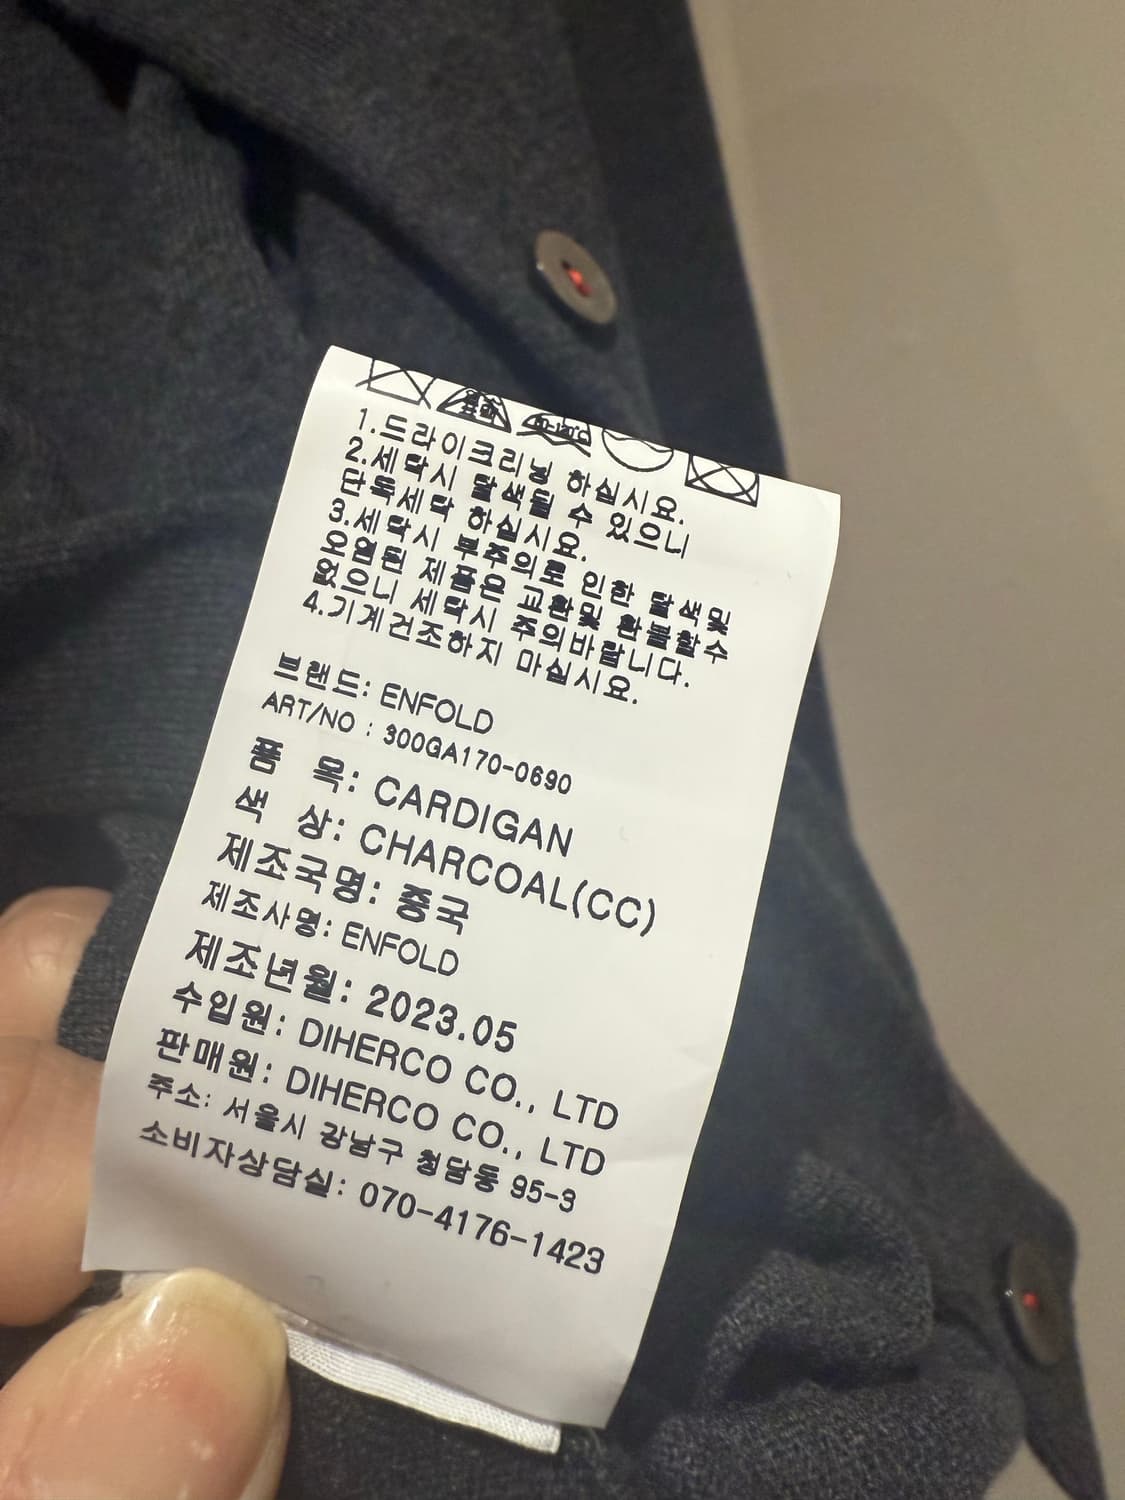 1.드라이크리닝 하십시요.
2.세탁시 탈색될 수 있으니
단독세탁 하십시요.
3.세탁시 부주의로 인한 탈색및
오염된 제품은 교환및 환불할수
없으니 세탁시 주의바랍니다.
4.기계건조하지 마십시요.
브랜드: ENFOLD
ART/NO : 300GA170-0690
품 목: CARDIGAN
색 상: CHARCOAL(CC)
제조국명: 중국
제조사명: ENFOLD
제조년월: 2023.05
수입원: DIHERCO CO., LTD
판매원: DIHERCO CO., LTD
주소: 서울시 강남구 청담동 95-3
소비자상담실: 070-4176-1423